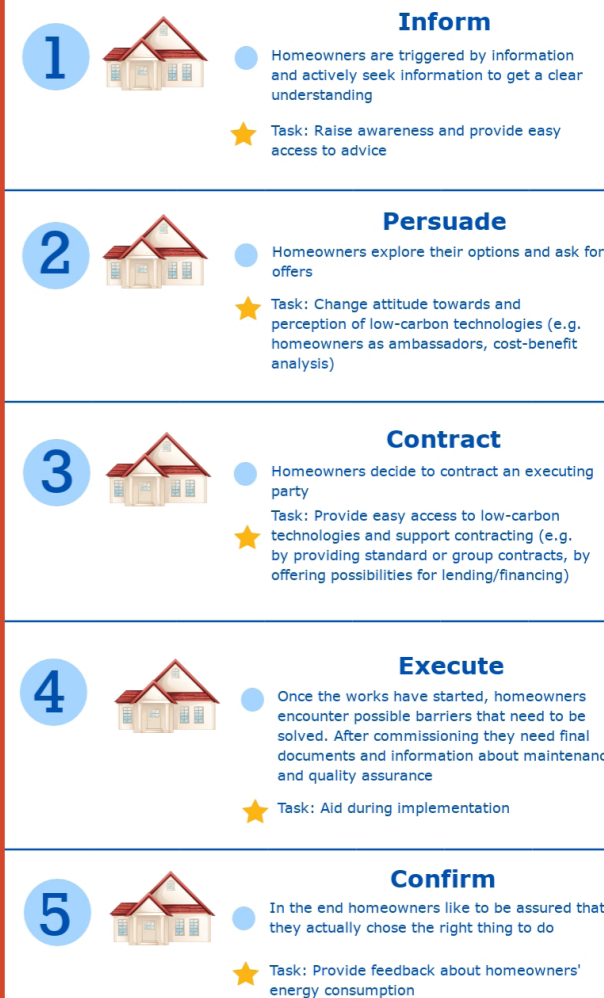 1
Inform
Homeowners are triggered by information
and actively seek information to get a clear
understanding
Task: Raise awareness and provide easy
access to advice
2
Persuade
Homeowners explore their options and ask for
offers
Task: Change attitude towards and
perception of low-carbon technologies (e.g.
homeowners as ambassadors, cost-benefit
analysis)
3
Contract
Homeowners decide to contract an executing
party
Task: Provide easy access to low-carbon
technologies and support contracting (e.g.
by providing standard or group contracts, by
offering possibilities for lending/financing)
4
Execute
Once the works have started, homeowners
encounter possible barriers that need to be
solved. After commissioning they need final
documents and information about maintenanc
and quality assurance
Task: Aid during implementation
5
Confirm
In the end homeowners like to be assured that
they actually chose the right thing to do
Task: Provide feedback about homeowners'
energy consumption